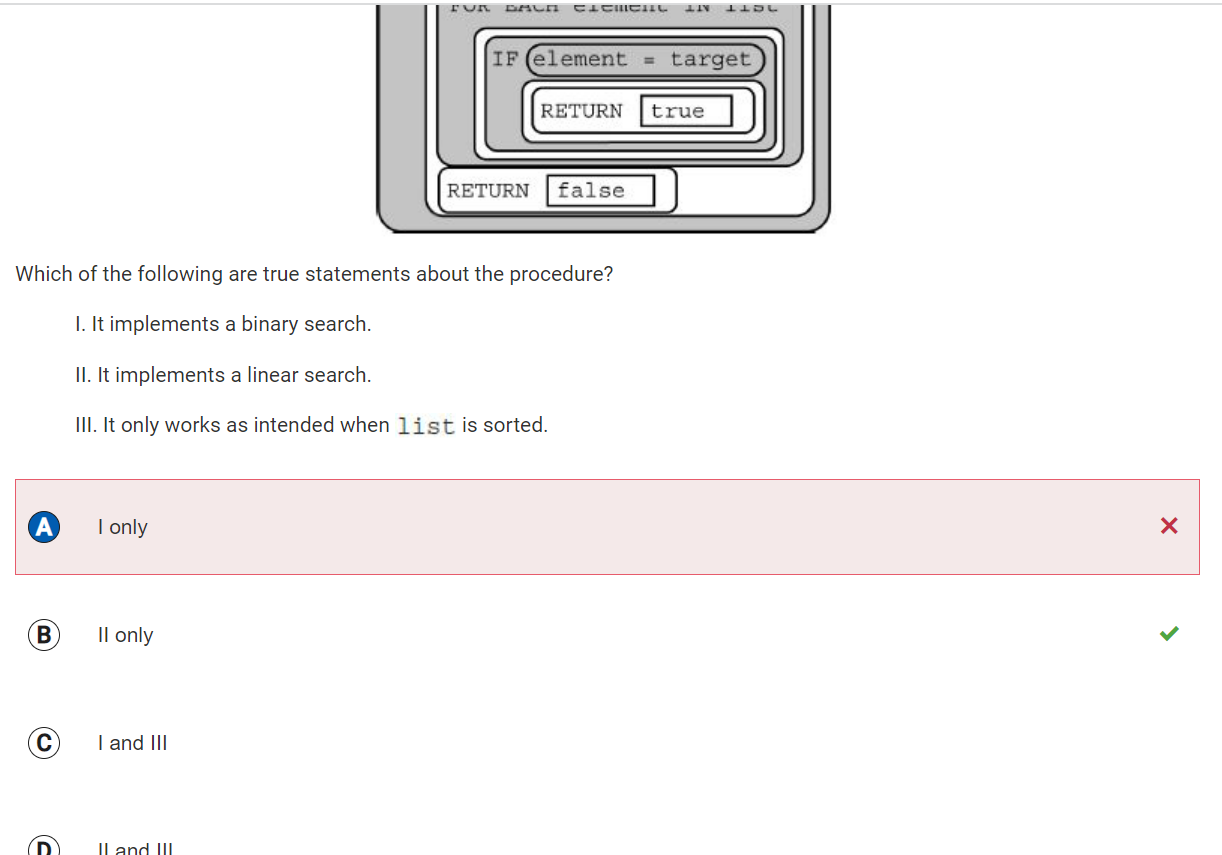 FOR EACH element IN list
IF element = target
RETURN true
RETURN false
Which of the following are true statements about the procedure?
I. It implements a binary search.
II. It implements a linear search.
III. It only works as intended when list is sorted.
A I only
B II only
C I and III
D II and III